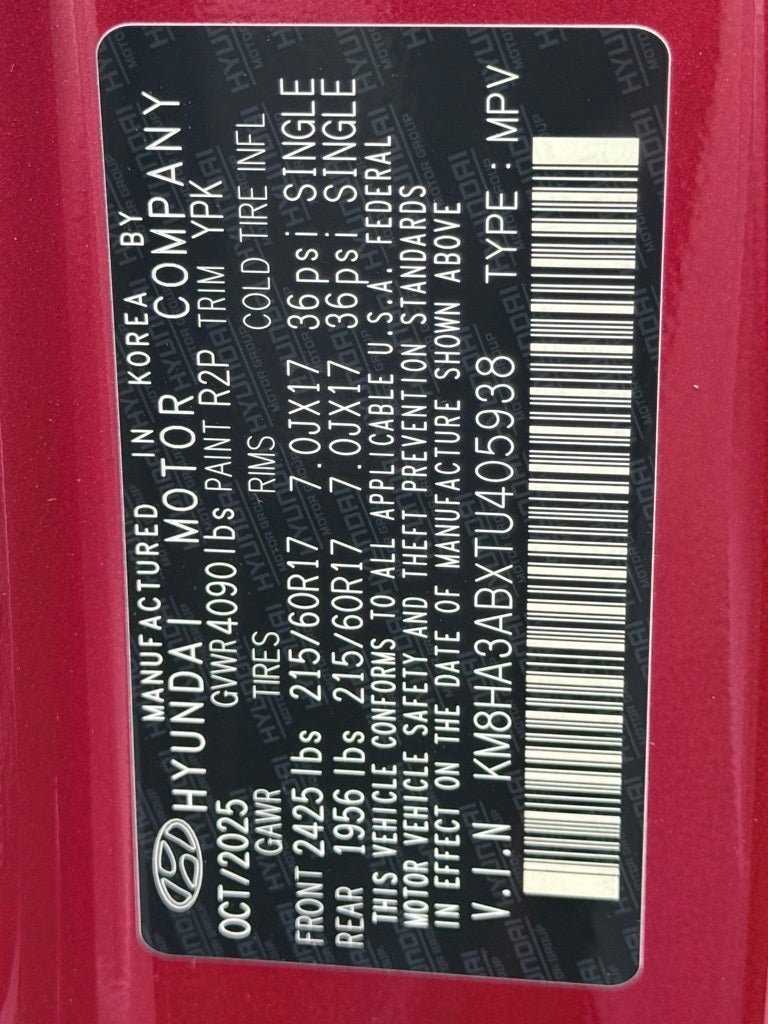 MANUFACTURED IN KOREA BY
HYUNDAI MOTOR COMPANY
OCT/2025 GVWR 4090 lbs PAINT R2P TRIM YPK
GAWR TIRES RIMS COLD TIRE INFL
FRONT 2425 lbs 215/60R17 7.0JX17 36psi SINGLE
REAR 1956 lbs 215/60R17 7.0JX17 36psi SINGLE
THIS VEHICLE CONFORMS TO ALL APPLICABLE U.S.A. FEDERAL
MOTOR VEHICLE SAFETY AND THEFT PREVENTION STANDARDS
IN EFFECT ON THE DATE OF MANUFACTURE SHOWN ABOVE
V.I.N KM8HA3ABXTU405938 TYPE : MPV